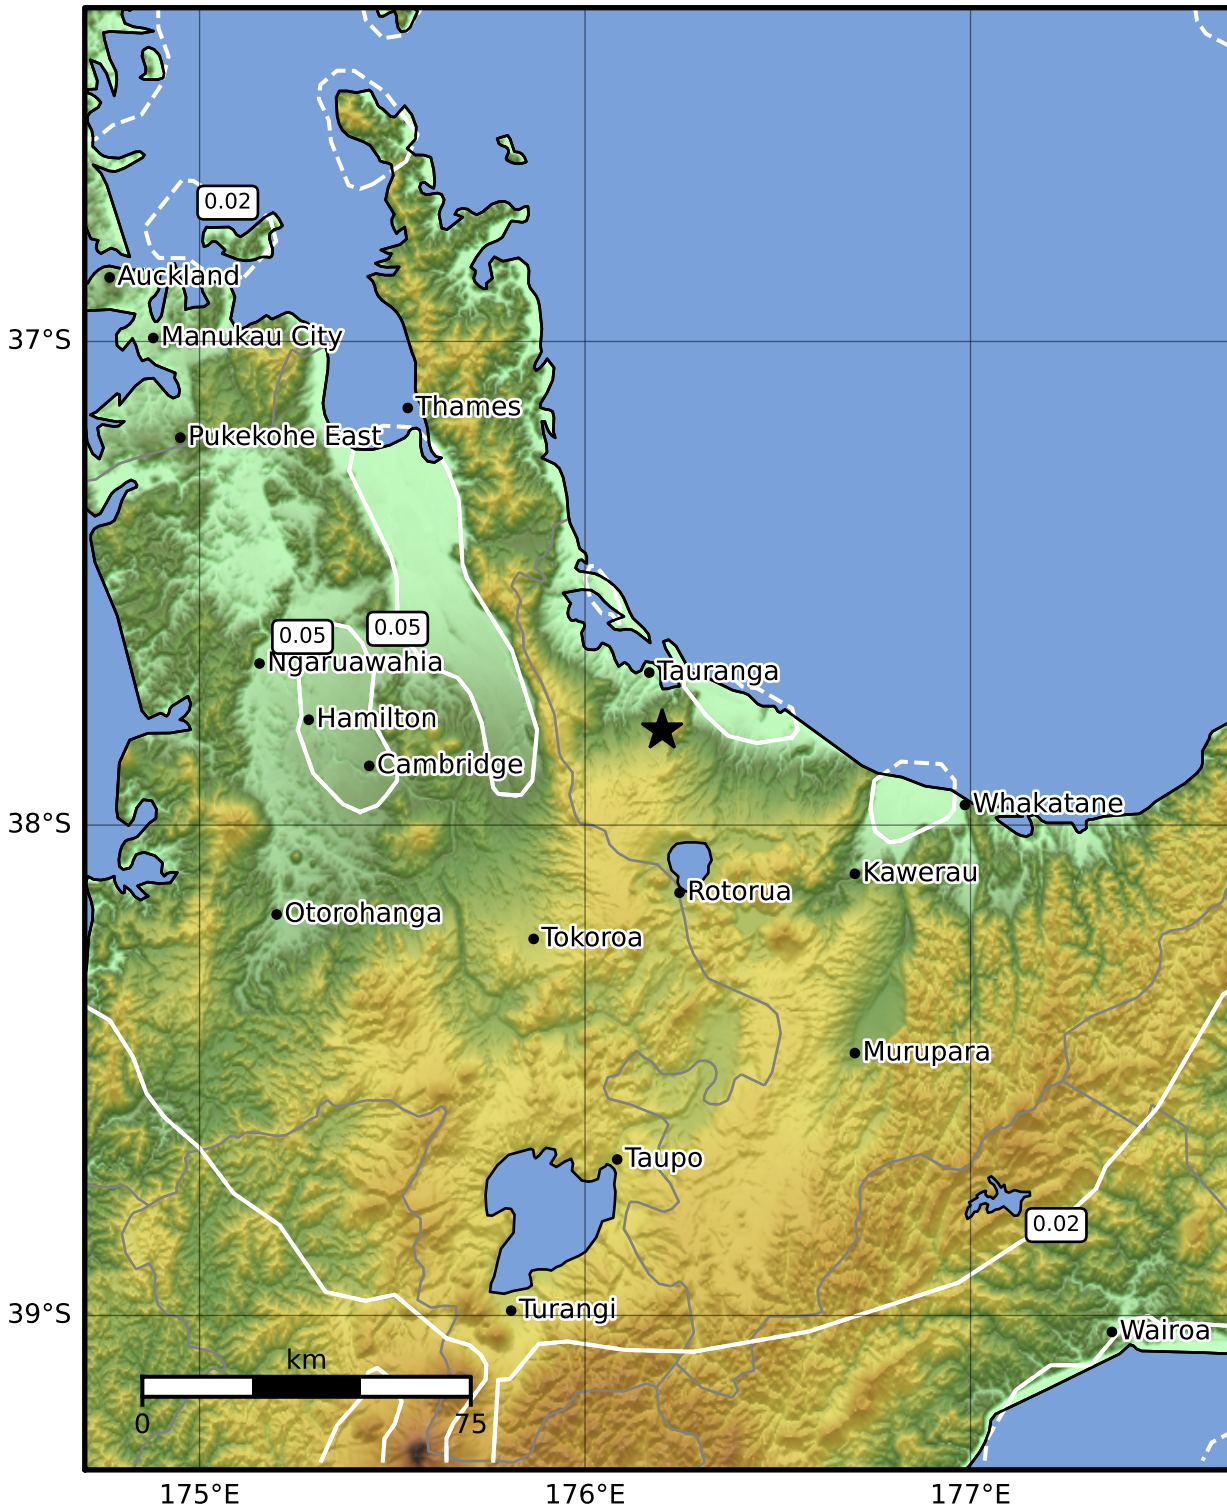 0.02
Auckland
Manukau City
37°S
Thames
Pukekohe East
0.05
0.05
Ngaruawahia
Tauranga
Hamilton
Cambridge
Whakatane
38°S
Kawerau
Rotorua
Otorohanga
Tokoroa
Murupara
Taupo
0.02
Turangi
39°S
Wairoa
km
0
75
175°E
176°E
177°E